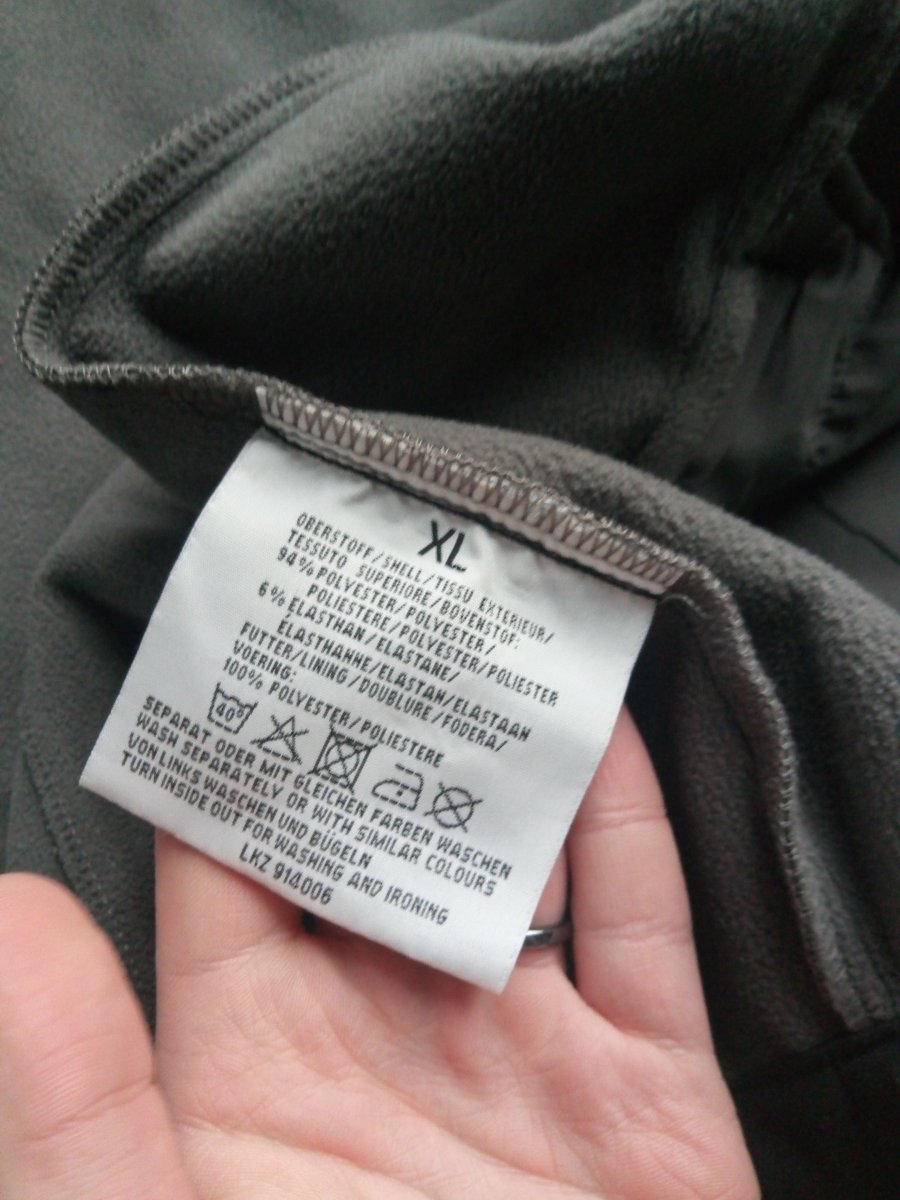 XL
OBERSTOFF/SHELL/TISSU EXTERIEUR/
TESSUTO SUPERIORE/BOVENSTOF:
94% POLYESTER/POLYESTER/
POLIESTERE/POLYESTER/POLIESTER
6% ELASTHAN/ELASTANE/
ÉLASTHANNE/ELASTAN/ELASTAAN
FUTTER/LINING/DOUBLURE/FODERA/
VOERING:
100% POLYESTER/POLIESTERE
40°
SEPARAT ODER MIT GLEICHEN FARBEN WASCHEN
WASH SEPARATELY OR WITH SIMILAR COLOURS
VON LINKS WASCHEN UND BÜGELN
TURN INSIDE OUT FOR WASHING AND IRONING
LKZ 914006